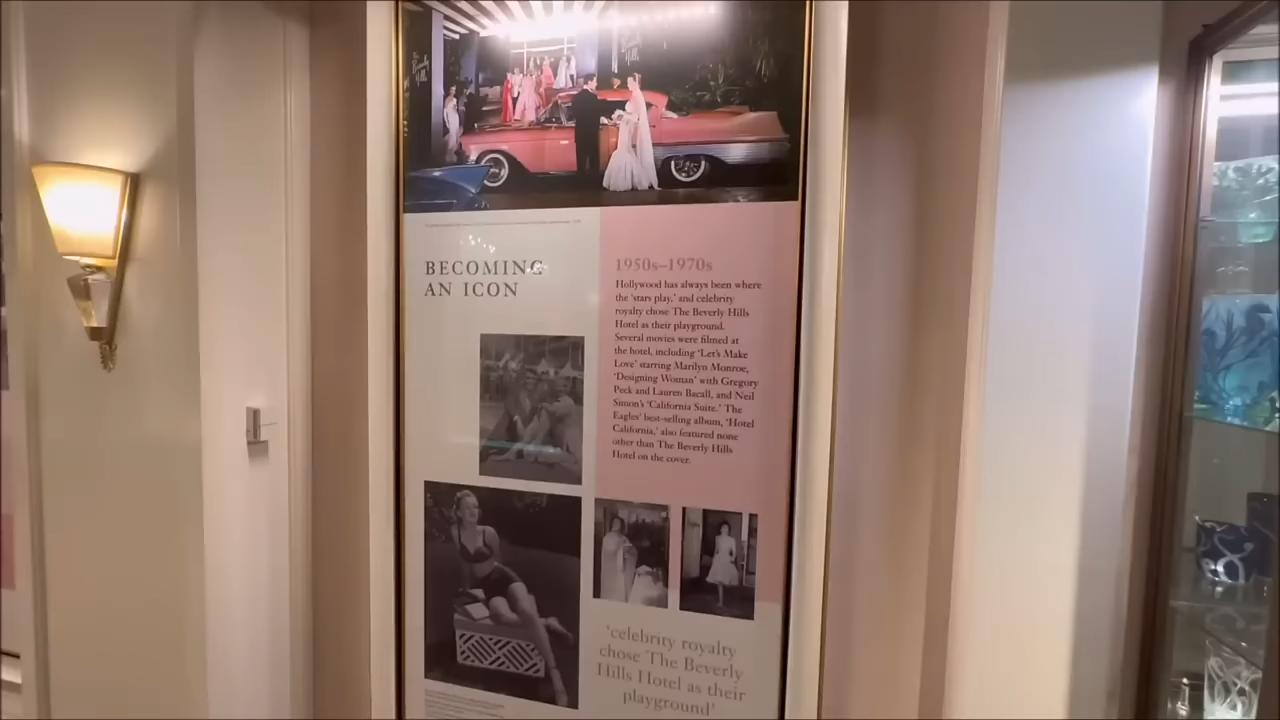 The
Beverly
Hills
BECOMING
AN ICON
1950s–1970s
Hollywood has always been where
the ‘stars play,’ and celebrity
royalty chose The Beverly Hills
Hotel as their playground.
Several movies were filmed at
the hotel, including ‘Let’s Make
Love’ starring Marilyn Monroe,
‘Designing Woman’ with Gregory
Peck and Lauren Bacall, and Neil
Simon’s ‘California Suite.’ The
Eagles’ best-selling album, ‘Hotel
California,’ also featured none
other than The Beverly Hills
Hotel on the cover.
‘celebrity royalty
chose The Beverly
Hills Hotel as their
playground’